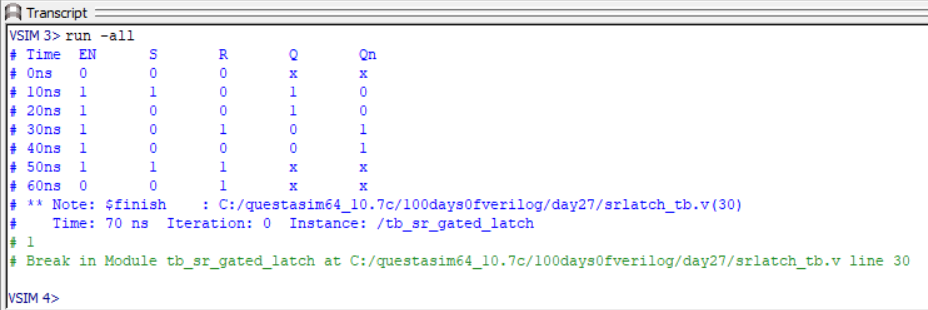 Transcript
VSIM 3> run -all
# Time EN S R Q Qn
# 0ns 0 0 0 x x
# 10ns 1 1 0 1 0
# 20ns 1 0 0 1 0
# 30ns 1 0 1 0 1
# 40ns 1 0 0 0 1
# 50ns 1 1 1 x x
# 60ns 0 0 1 x x
# ** Note: $finish : C:/questasim64_10.7c/100days0fverilog/day27/srlatch_tb.v(30)
# Time: 70 ns Iteration: 0 Instance: /tb_sr_gated_latch
# 1
# Break in Module tb_sr_gated_latch at C:/questasim64_10.7c/100days0fverilog/day27/srlatch_tb.v line 30
VSIM 4>